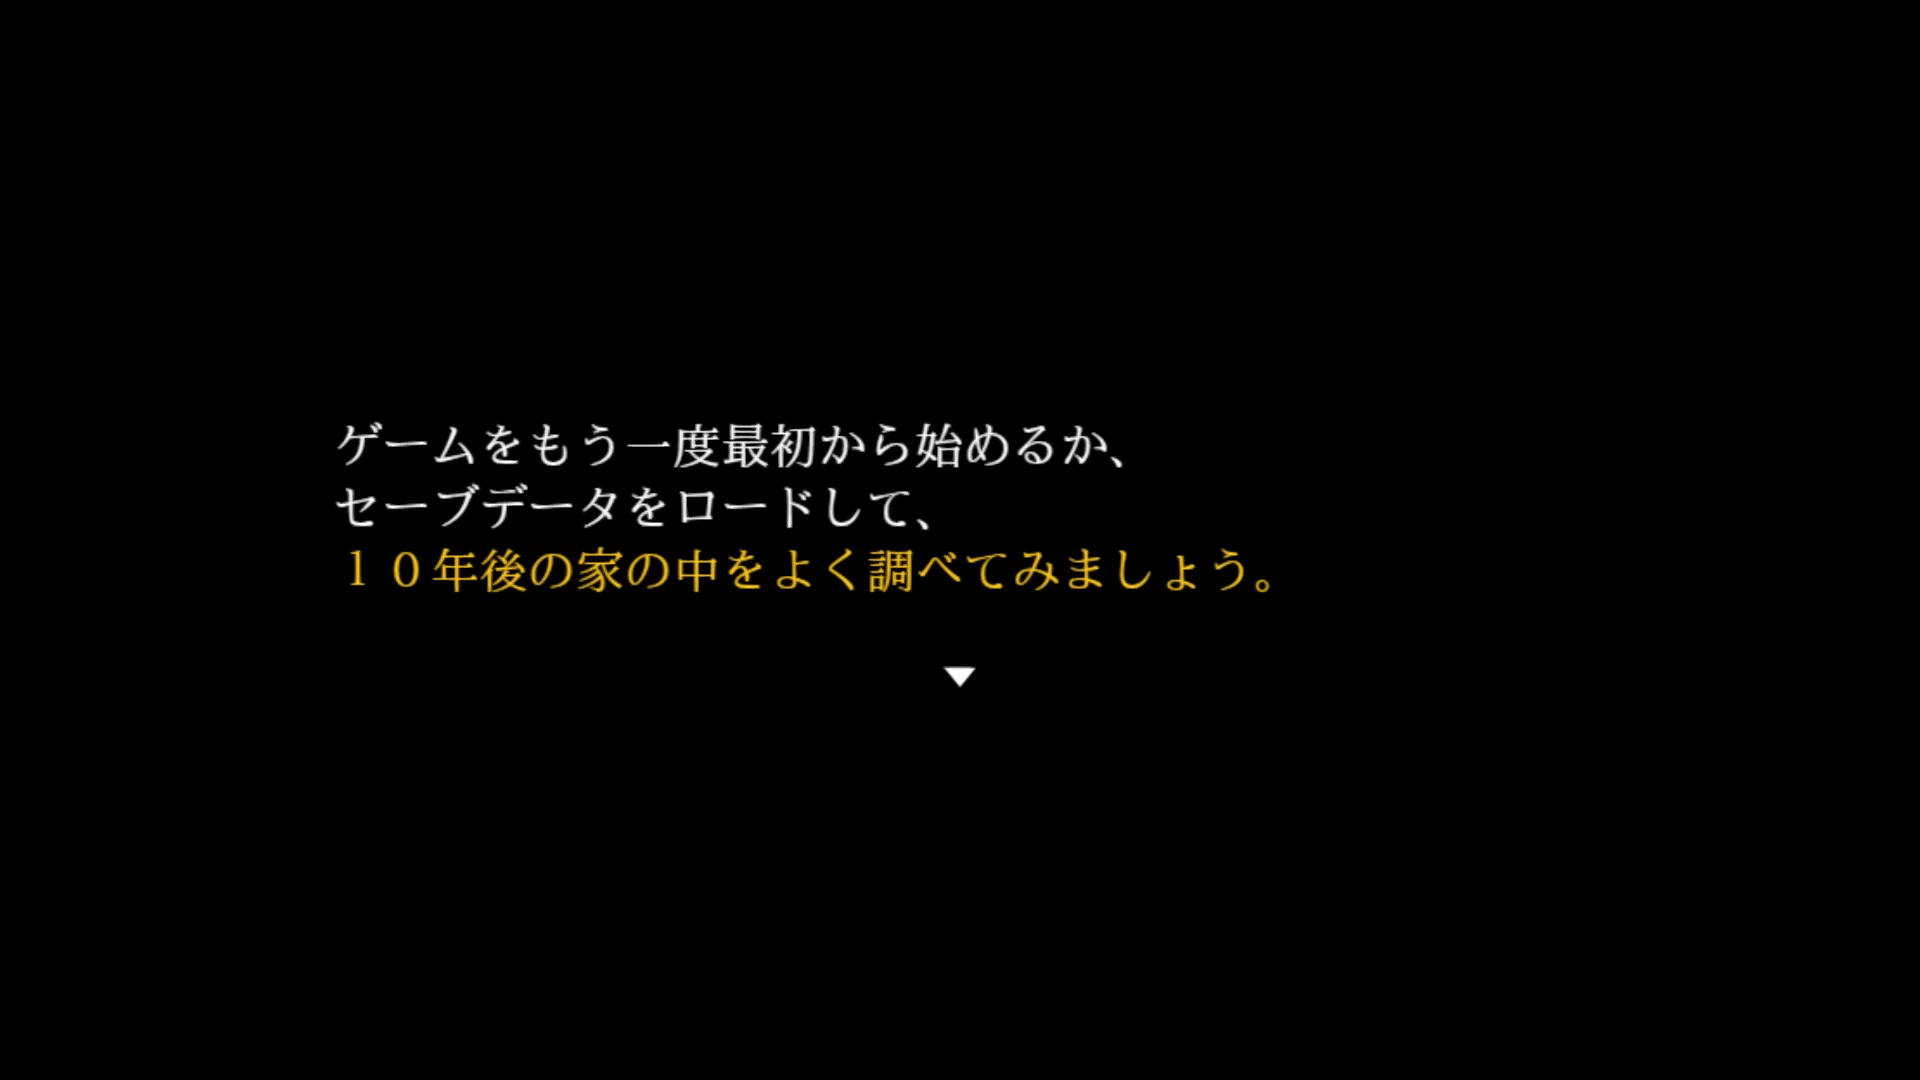 ゲームをもう一度最初から始めるか、
セーブデータをロードして、
１０年後の家の中をよく調べてみましょう。